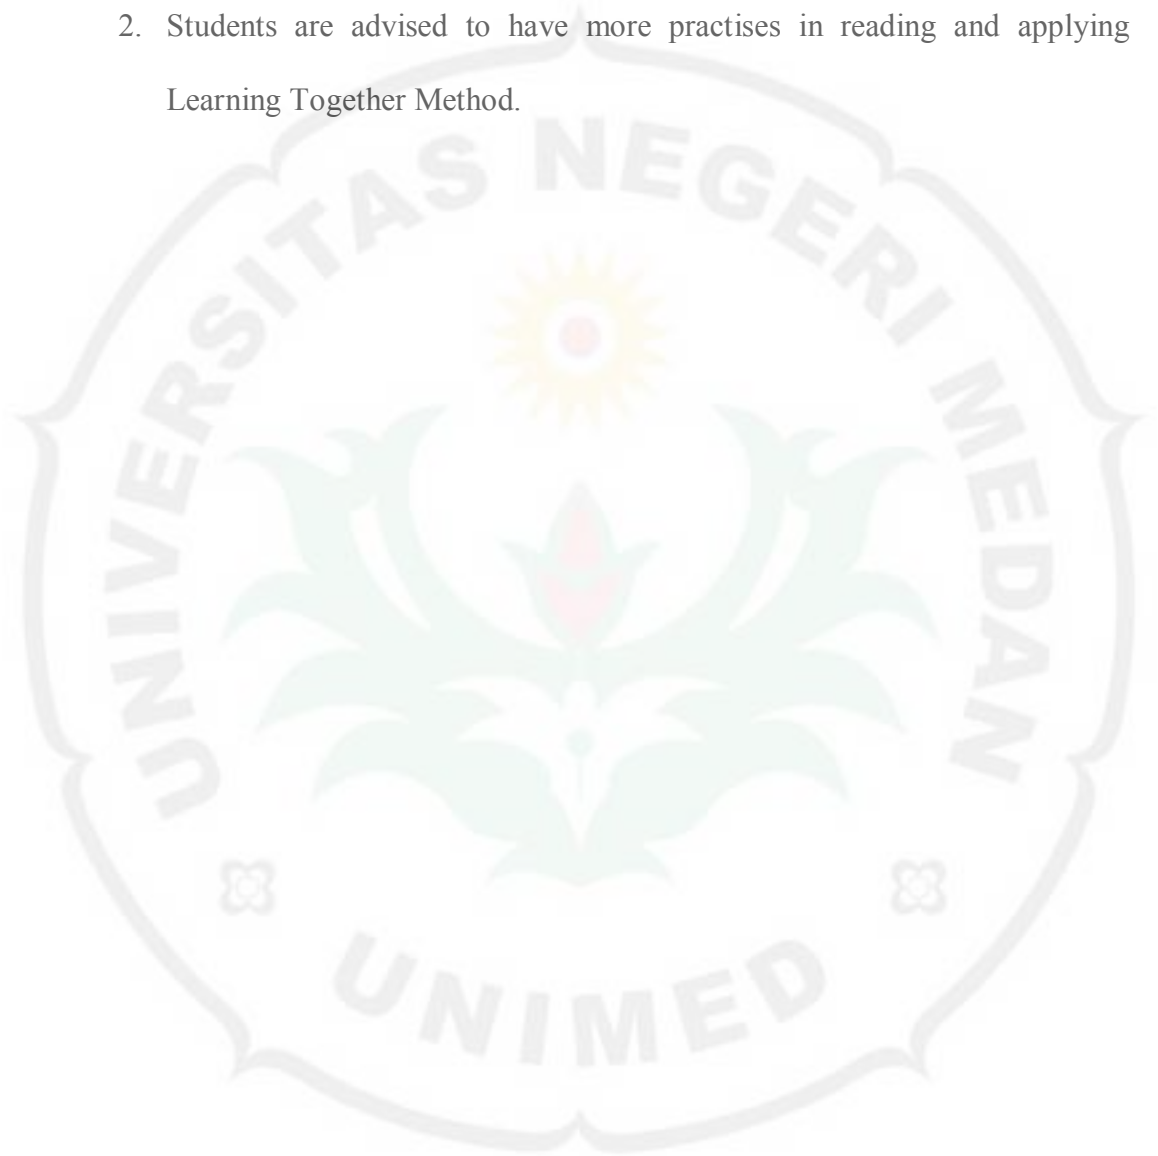 2. Students are advised to have more practises in reading and applying
Learning Together Method.
UNIVERSITAS NEGERI MEDAN
UNIMED